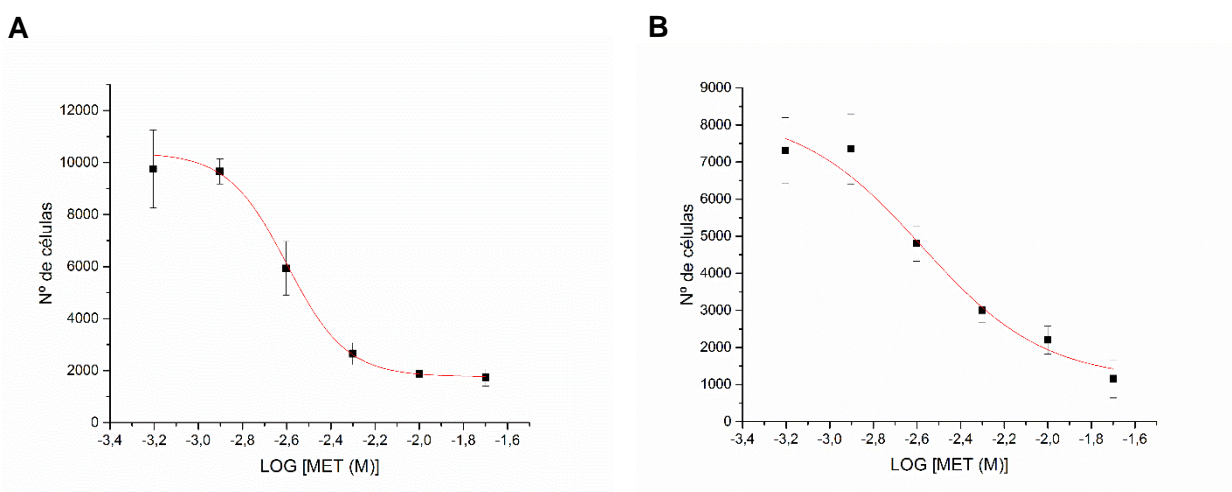 A
Nº de células
12000
10000
8000
6000
4000
2000
0
-3,4 -3,2 -3,0 -2,8 -2,6 -2,4 -2,2 -2,0 -1,8 -1,6
LOG [MET (M)]
B
Nº de células
9000
8000
7000
6000
5000
4000
3000
2000
1000
0
-3,4 -3,2 -3,0 -2,8 -2,6 -2,4 -2,2 -2,0 -1,8 -1,6
LOG [MET (M)]